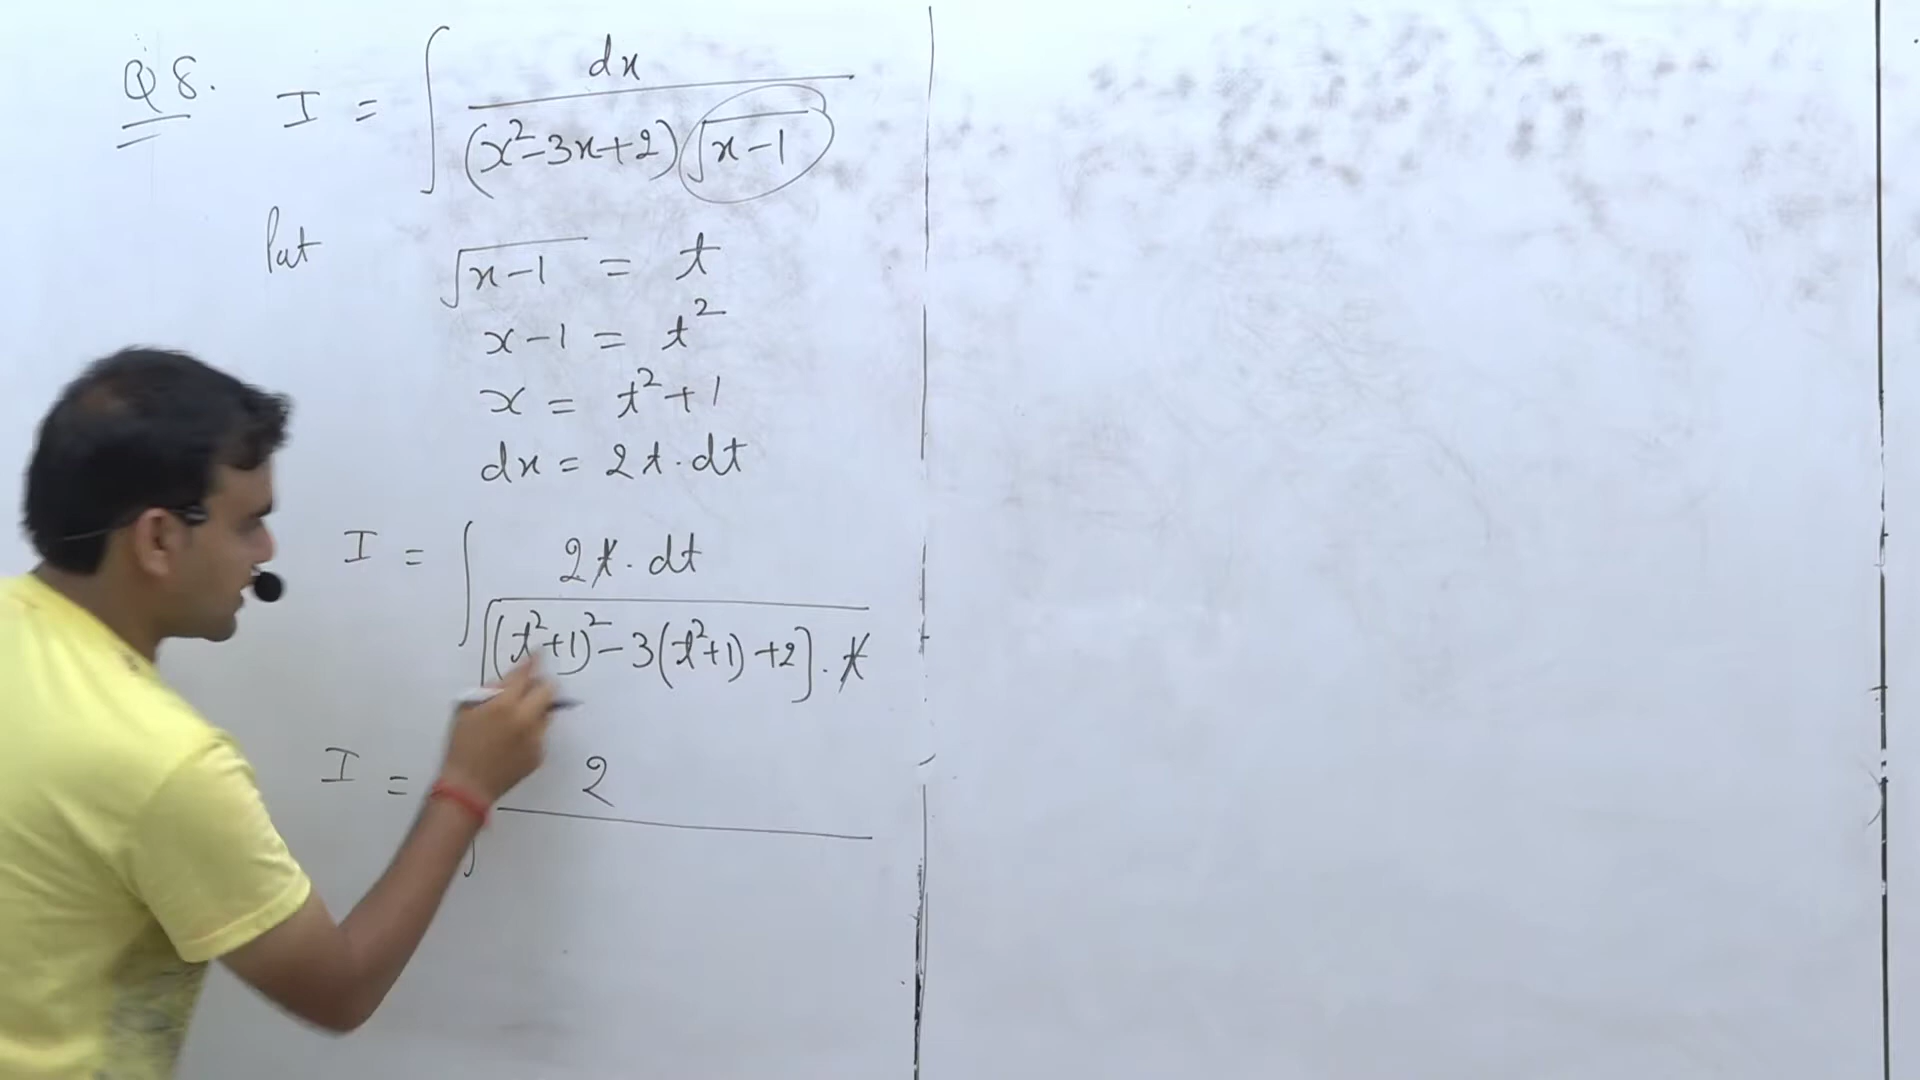 Q 8. I = ∫ dx / (x²-3x+2)√x-1
Put √x-1 = t
x-1 = t²
x = t²+1
dx = 2t.dt
I = ∫ 2t.dt / [(t²+1)²-3(t²+1)+2].t
I = ∫ 2